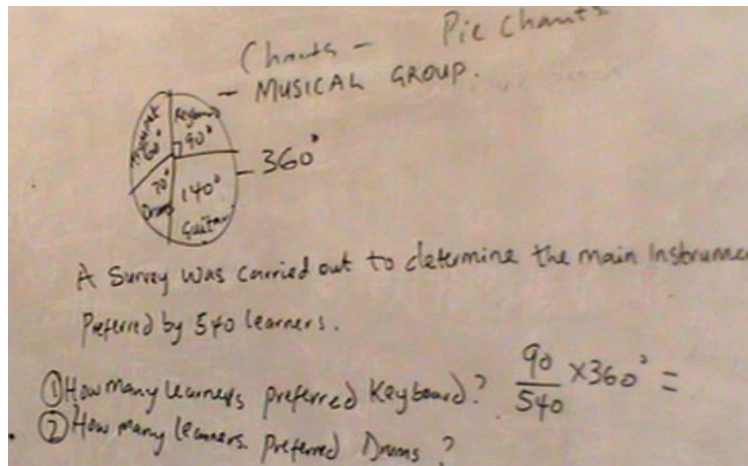 Charts - Pie Charts
- MUSICAL GROUP.
Keyboard
90°
60°
- 360°
70°
Drums
140°
Guitar
A Survey was carried out to determine the main Instrume
Preferred by 540 learners.
① How many learners preferred Keyboard? 90/540 ×360° =
② How many learners. Preferred Drums?